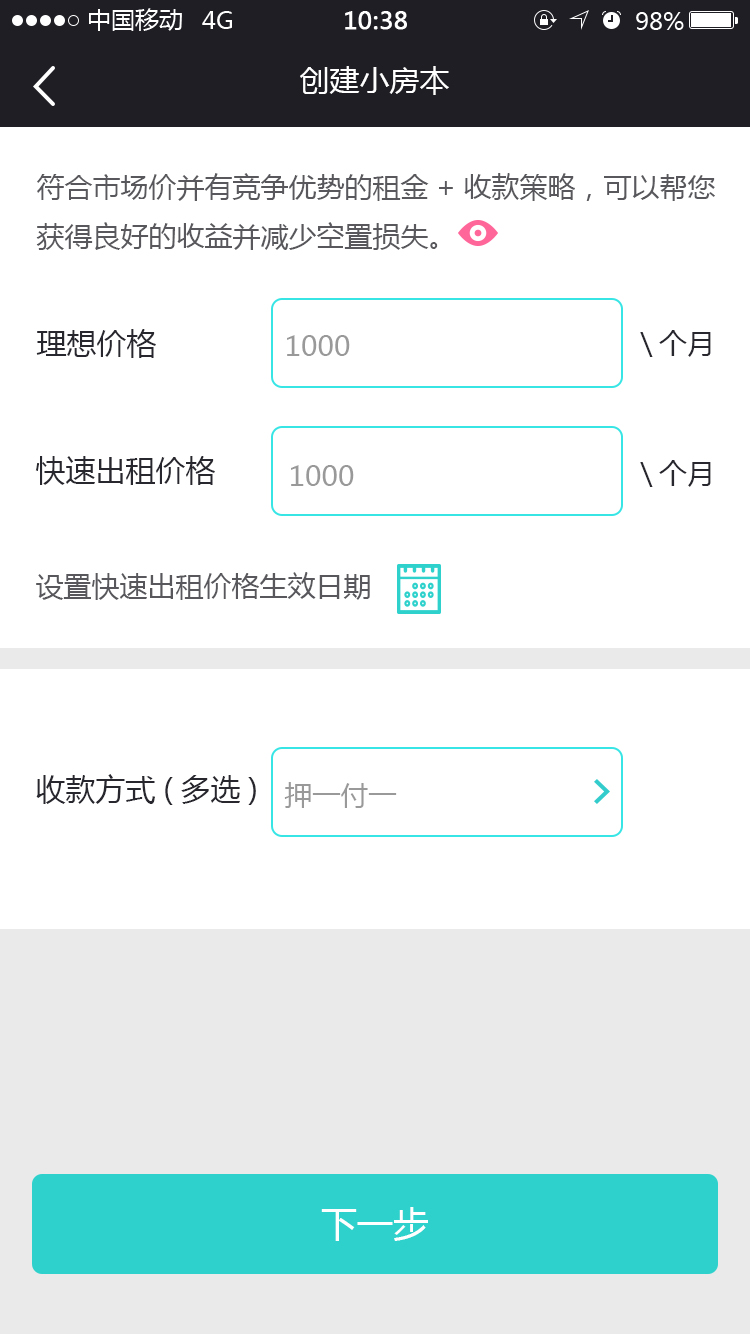 中国移动 4G 10:38 98%
创建小房本
符合市场价并有竞争优势的租金 + 收款策略，可以帮您
获得良好的收益并减少空置损失。
理想价格 1000 \ 个月
快速出租价格 1000 \ 个月
设置快速出租价格生效日期
收款方式 ( 多选 ) 押一付一
下一步